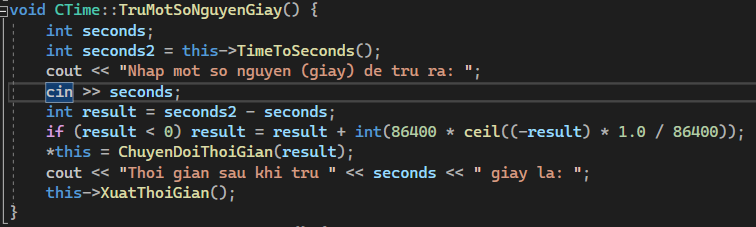 void CTime::TruMotSoNguyenGiay() {
int seconds;
int seconds2 = this->TimeToSeconds();
cout << "Nhap mot so nguyen (giay) de tru ra: ";
cin >> seconds;
int result = seconds2 - seconds;
if (result < 0) result = result + int(86400 * ceil((-result) * 1.0 / 86400));
*this = ChuyenDoiThoiGian(result);
cout << "Thoi gian sau khi tru " << seconds << " giay la: ";
this->XuatThoiGian();
}